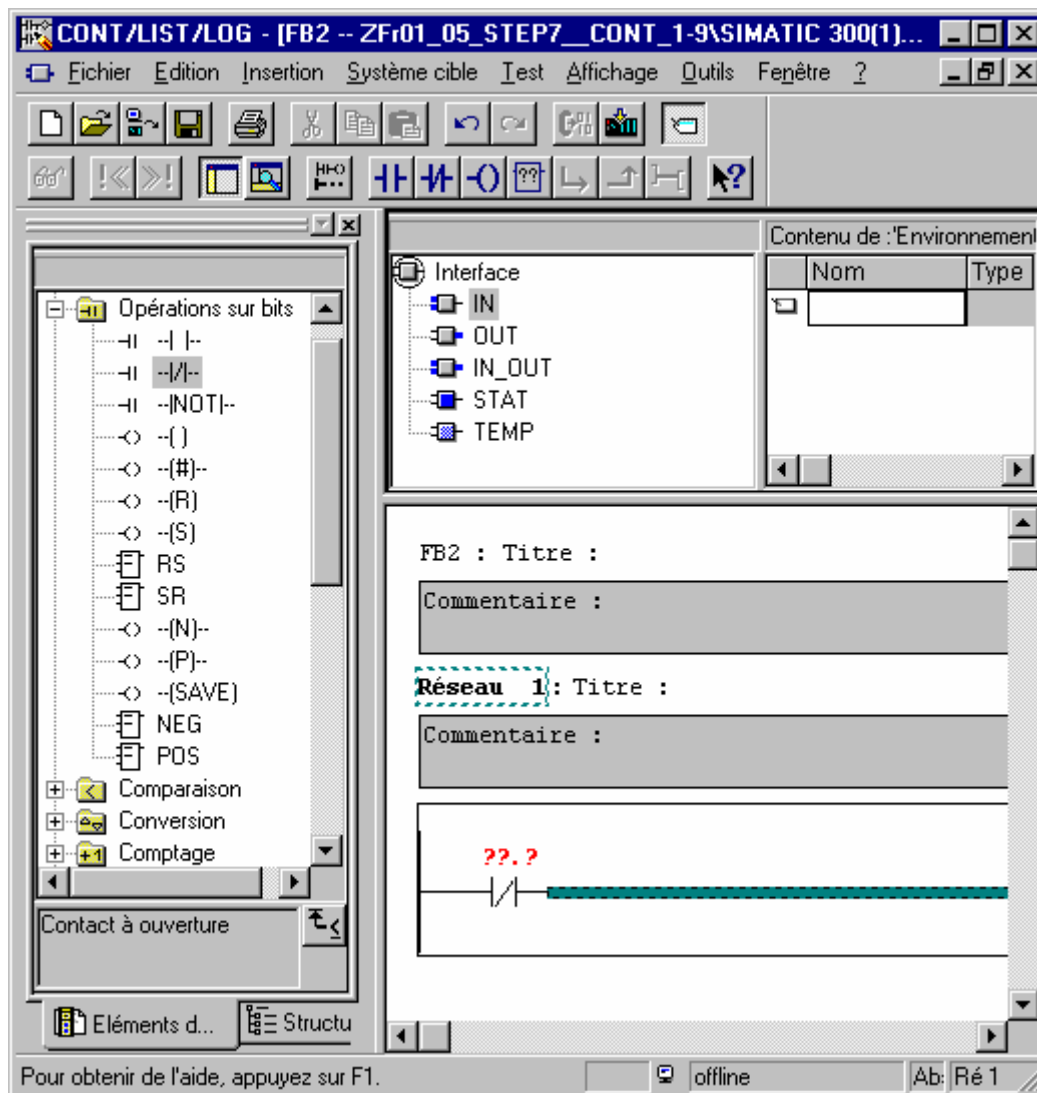 CONT/LIST/LOG - [FB2 -- ZFr01_05_STEP7__CONT_1-9\SIMATIC 300(1)...
Fichier Edition Insertion Système cible Test Affichage Outils Fenêtre ?
Contenu de :'Environnement
Nom Type
Interface
IN
OUT
IN_OUT
STAT
TEMP
Opérations sur bits
--| |--
--|/|--
--|NOT|--
--( )
--(#)--
--(R)
--(S)
RS
SR
--(N)--
--(P)--
--(SAVE)
NEG
POS
Comparaison
Conversion
Comptage
Contact à ouverture
Eléments d... Structu
FB2 : Titre :
Commentaire :
Réseau 1 : Titre :
Commentaire :
??.?
Pour obtenir de l'aide, appuyez sur F1. offline Ab: Ré 1